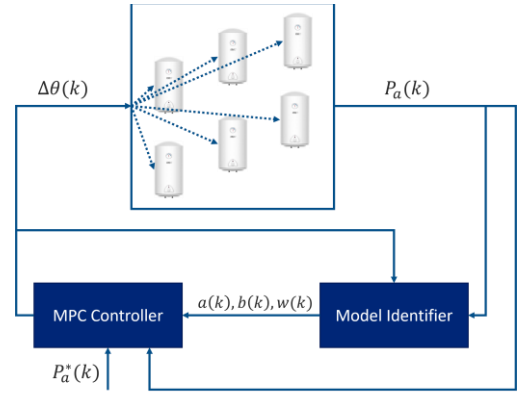 Δθ(k)
P_a(k)
a(k), b(k), w(k)
MPC Controller
Model Identifier
P_a^*(k)